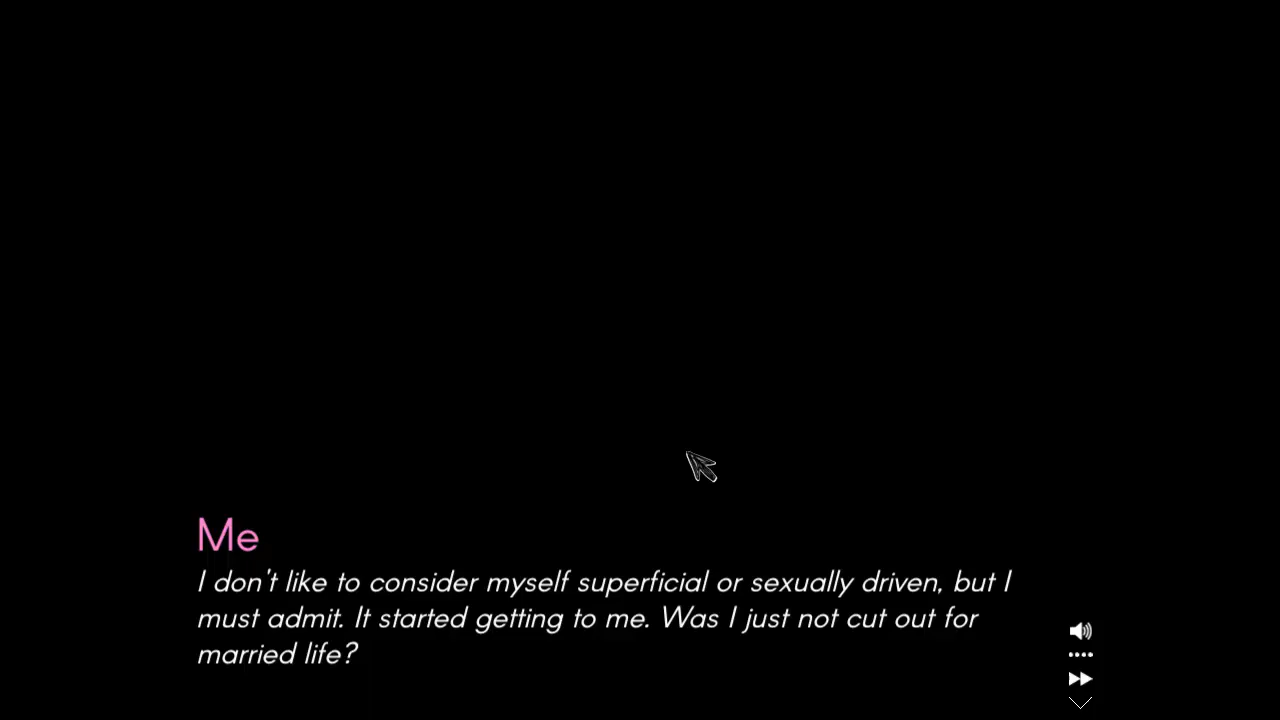 Me
I don't like to consider myself superficial or sexually driven, but I
must admit. It started getting to me. Was I just not cut out for
married life?